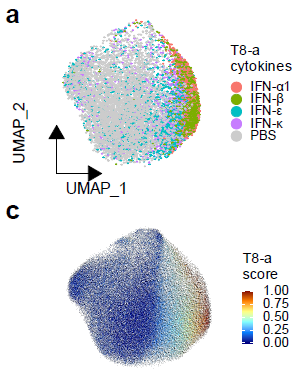 a
T8-a
cytokines
IFN-α1
IFN-β
IFN-ε
IFN-κ
PBS
UMAP_2
UMAP_1
c
T8-a
score
1.00
0.75
0.50
0.25
0.00